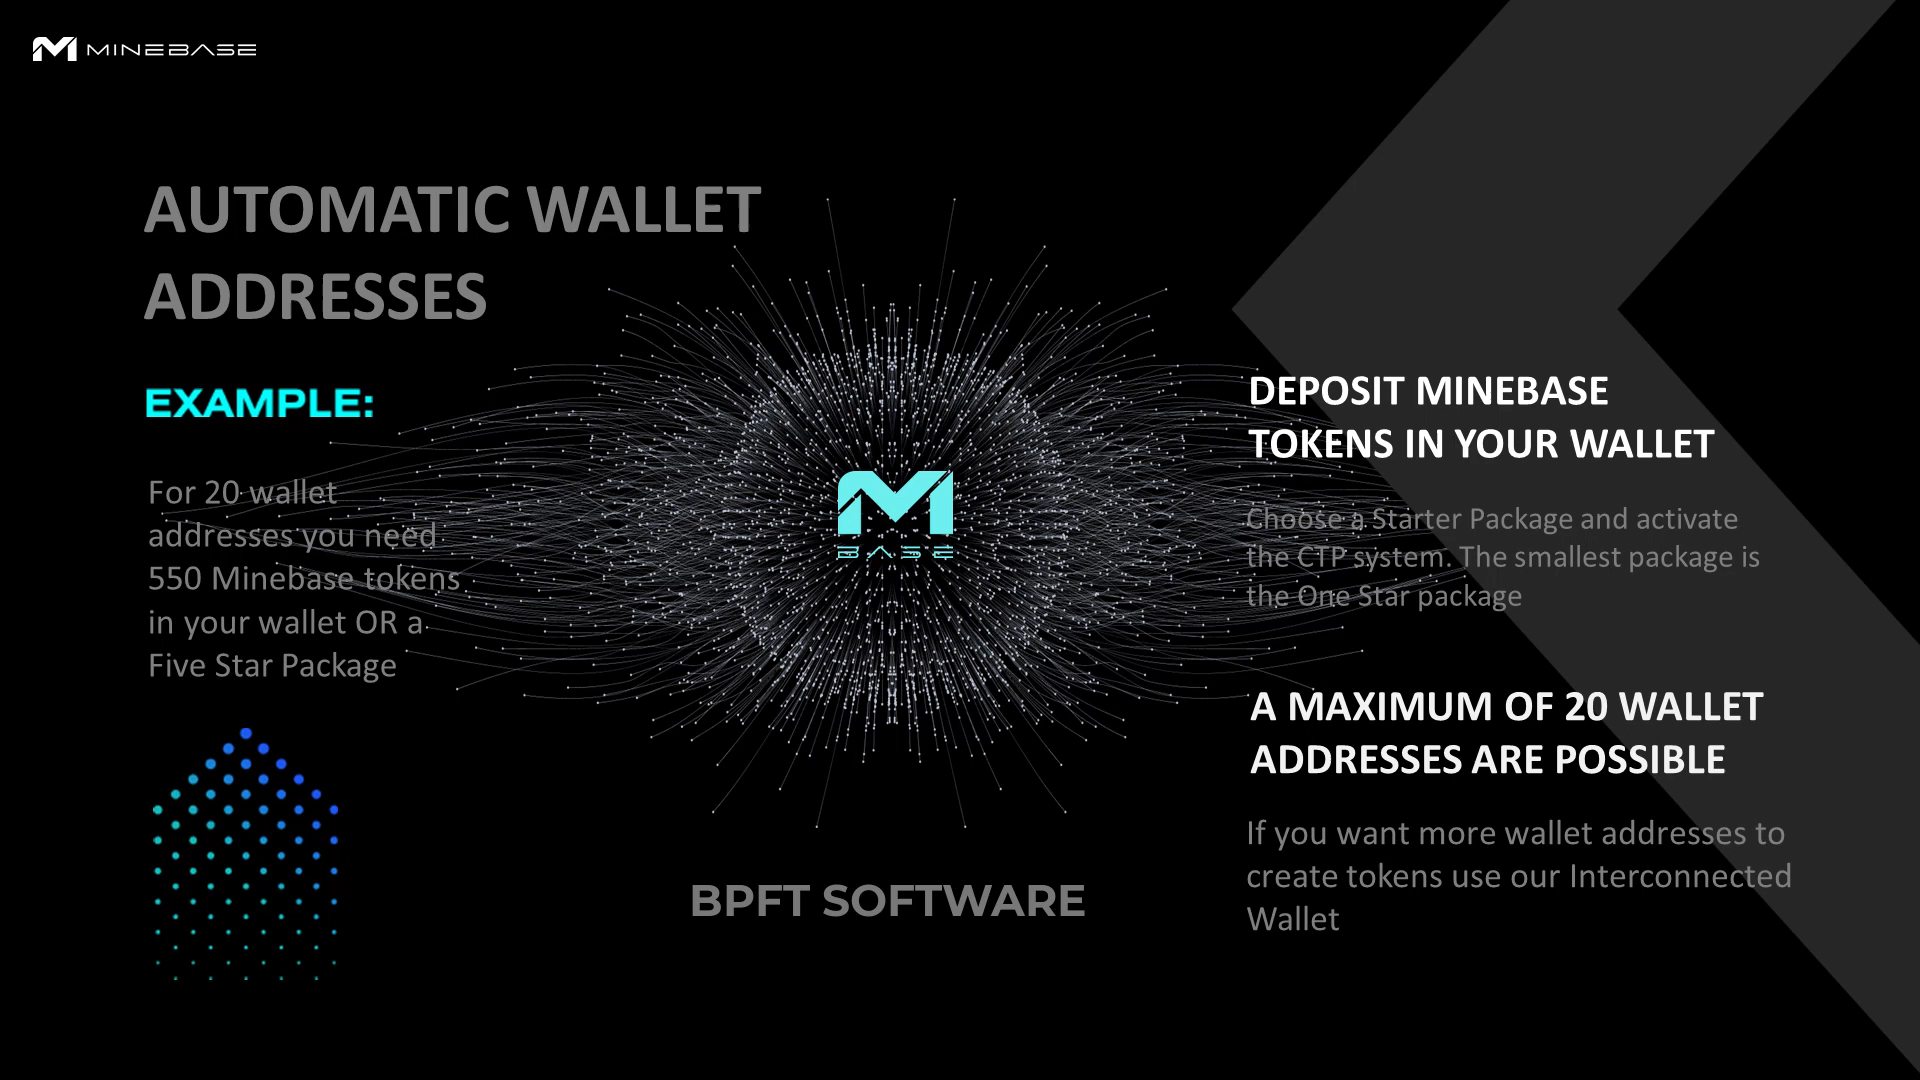 MINEBASE
AUTOMATIC WALLET
ADDRESSES
EXAMPLE:
For 20 wallet
addresses you need
550 Minebase tokens
in your wallet OR a
Five Star Package
M
BASE
BPFT SOFTWARE
DEPOSIT MINEBASE
TOKENS IN YOUR WALLET
Choose a Starter Package and activate
the CTP system. The smallest package is
the One Star package
A MAXIMUM OF 20 WALLET
ADDRESSES ARE POSSIBLE
If you want more wallet addresses to
create tokens use our Interconnected
Wallet